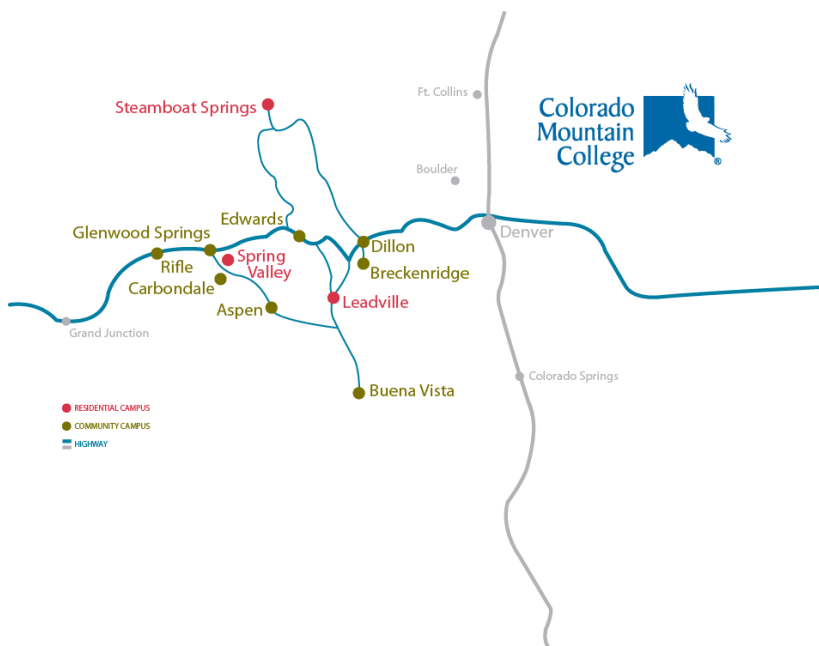 Ft. Collins
Steamboat Springs
Colorado
Mountain
College
®
Boulder
Edwards
Glenwood Springs
Denver
Dillon
Spring
Valley
Rifle
Breckenridge
Carbondale
Leadville
Aspen
Grand Junction
Colorado Springs
Buena Vista
RESIDENTIAL CAMPUS
COMMUNITY CAMPUS
HIGHWAY